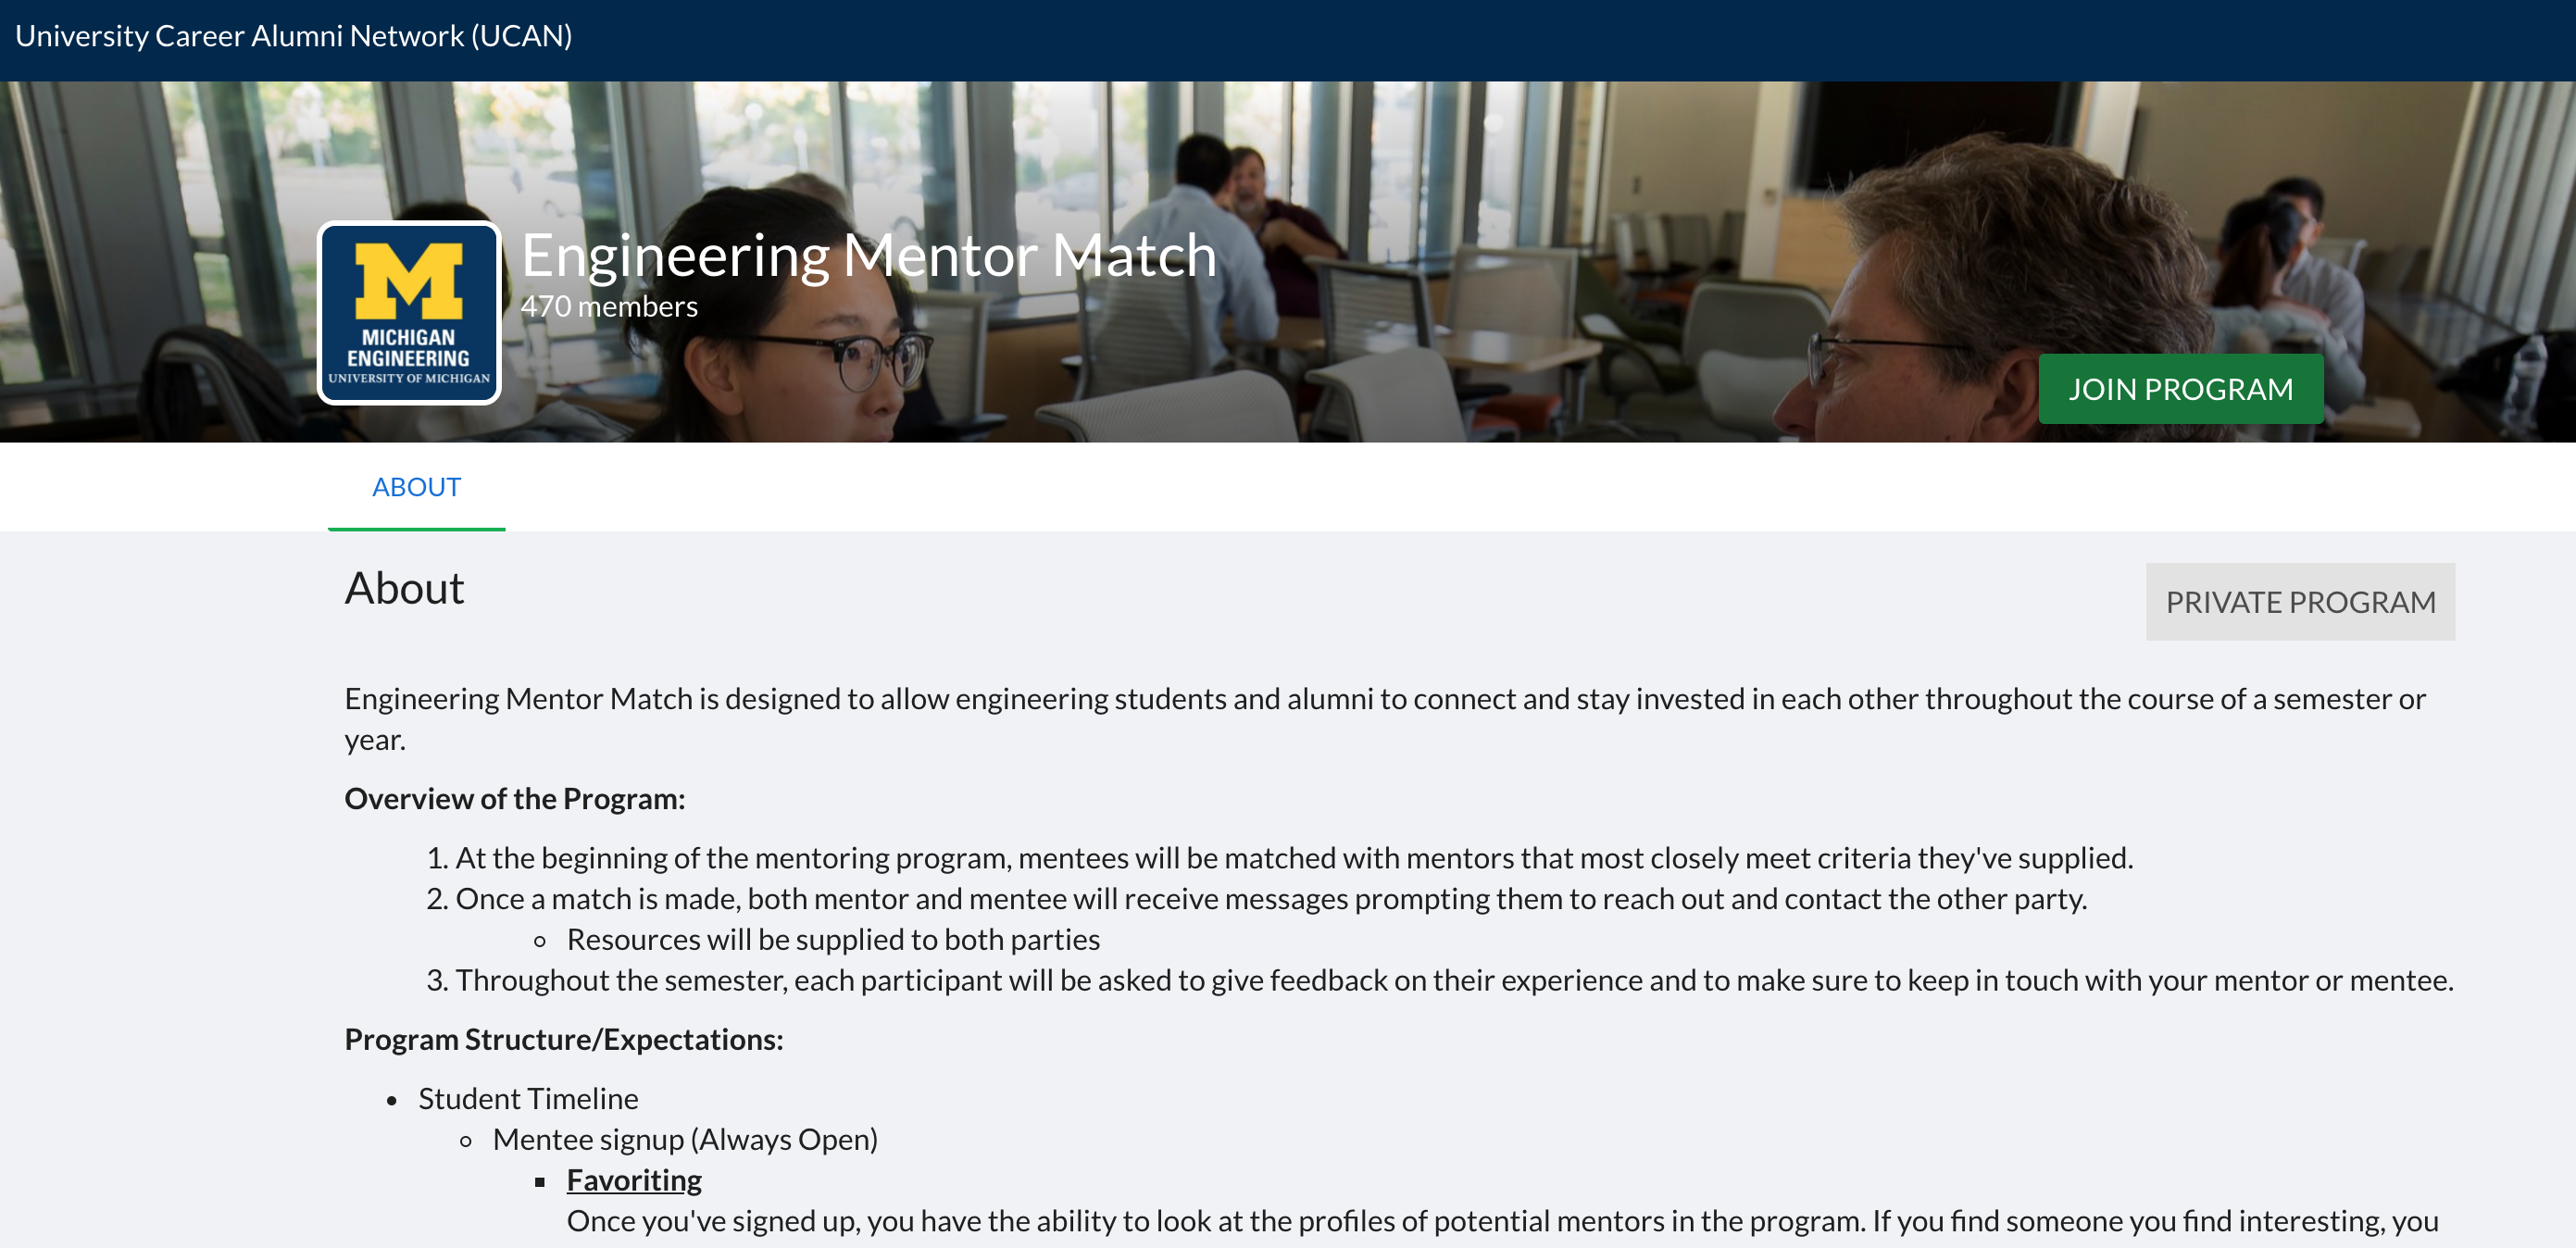 University Career Alumni Network (UCAN)
M
MICHIGAN
ENGINEERING
UNIVERSITY OF MICHIGAN
Engineering Mentor Match
470 members
JOIN PROGRAM
ABOUT
About
PRIVATE PROGRAM
Engineering Mentor Match is designed to allow engineering students and alumni to connect and stay invested in each other throughout the course of a semester or
year.
Overview of the Program:
1. At the beginning of the mentoring program, mentees will be matched with mentors that most closely meet criteria they've supplied.
2. Once a match is made, both mentor and mentee will receive messages prompting them to reach out and contact the other party.
Resources will be supplied to both parties
3. Throughout the semester, each participant will be asked to give feedback on their experience and to make sure to keep in touch with your mentor or mentee.
Program Structure/Expectations:
Student Timeline
Mentee signup (Always Open)
Favoriting
Once you've signed up, you have the ability to look at the profiles of potential mentors in the program. If you find someone you find interesting, you